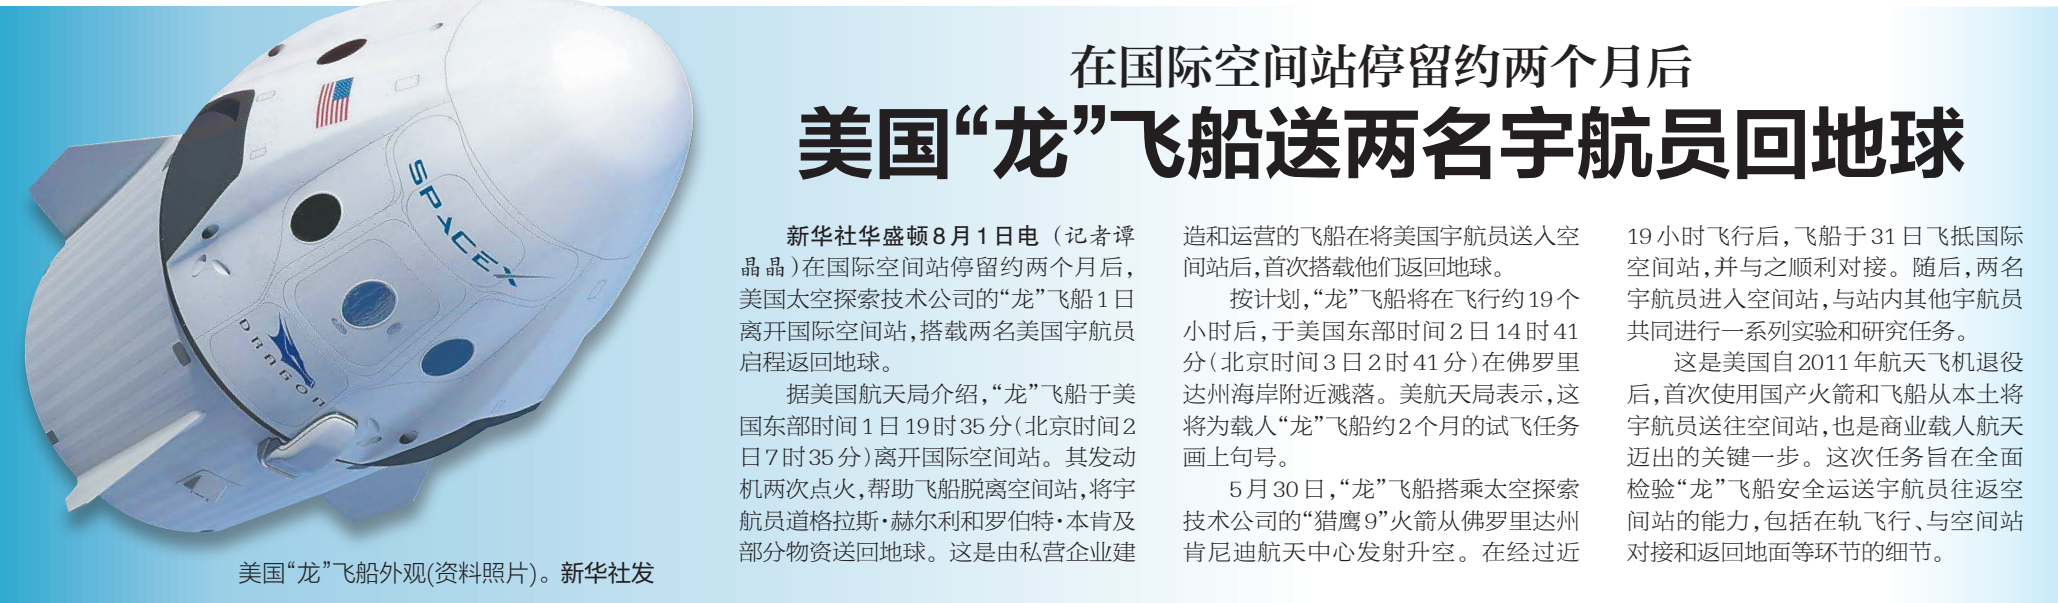 在国际空间站停留约两个月后
美国“龙”飞船送两名宇航员回地球
SPACEX
DRAGON
美国“龙”飞船外观(资料照片)。新华社发
新华社华盛顿8月1日电（记者谭
晶晶）在国际空间站停留约两个月后，
美国太空探索技术公司的“龙”飞船1日
离开国际空间站，搭载两名美国宇航员
启程返回地球。
据美国航天局介绍，“龙”飞船于美
国东部时间1日19时35分（北京时间2
日7时35分）离开国际空间站。其发动
机两次点火，帮助飞船脱离空间站，将宇
航员道格拉斯·赫尔利和罗伯特·本肯及
部分物资送回地球。这是由私营企业建
造和运营的飞船在将美国宇航员送入空
间站后，首次搭载他们返回地球。
按计划，“龙”飞船将在飞行约19个
小时后，于美国东部时间2日14时41
分（北京时间3日2时41分）在佛罗里
达州海岸附近溅落。美航天局表示，这
将为载人“龙”飞船约2个月的试飞任务
画上句号。
5月30日，“龙”飞船搭乘太空探索
技术公司的“猎鹰9”火箭从佛罗里达州
肯尼迪航天中心发射升空。在经过近
19小时飞行后，飞船于31日飞抵国际
空间站，并与之顺利对接。随后，两名
宇航员进入空间站，与站内其他宇航员
共同进行一系列实验和研究任务。
这是美国自2011年航天飞机退役
后，首次使用国产火箭和飞船从本土将
宇航员送往空间站，也是商业载人航天
迈出的关键一步。这次任务旨在全面
检验“龙”飞船安全运送宇航员往返空
间站的能力，包括在轨飞行、与空间站
对接和返回地面等环节的细节。